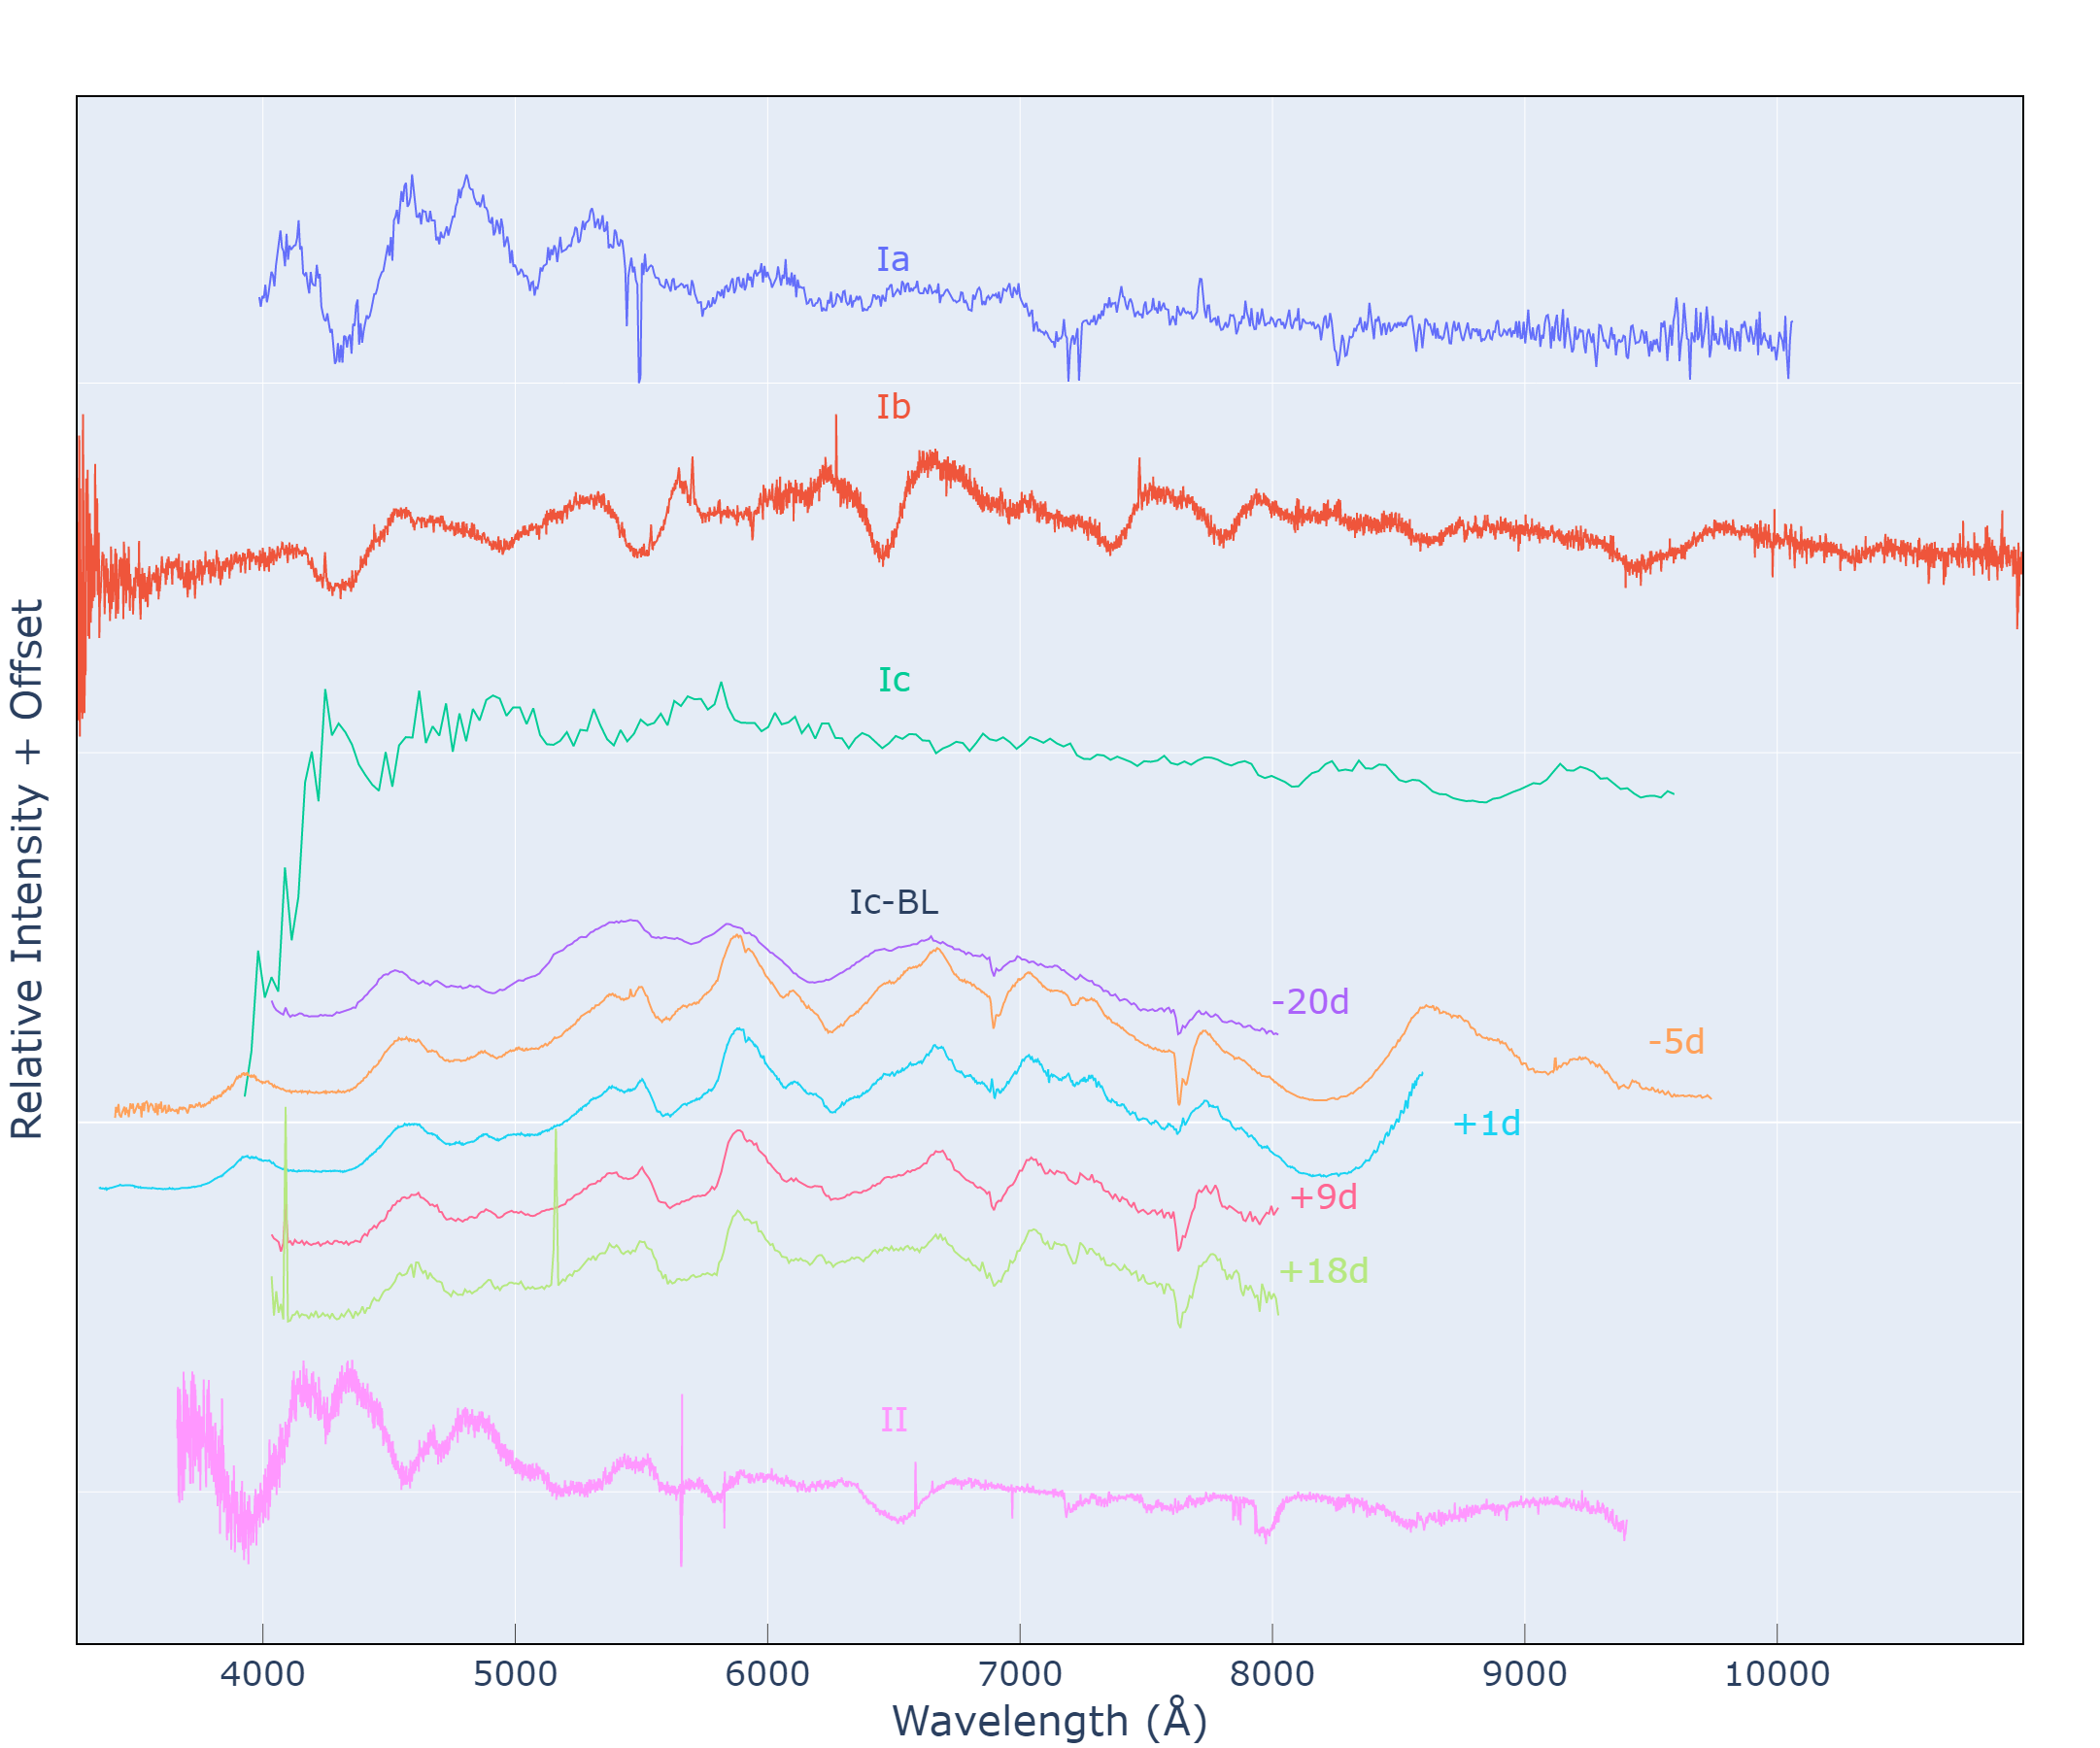 Ia
Ib
Ic
Ic-BL
-20d
-5d
+1d
+9d
+18d
II
Relative Intensity + Offset
4000 5000 6000 7000 8000 9000 10000
Wavelength (Å)